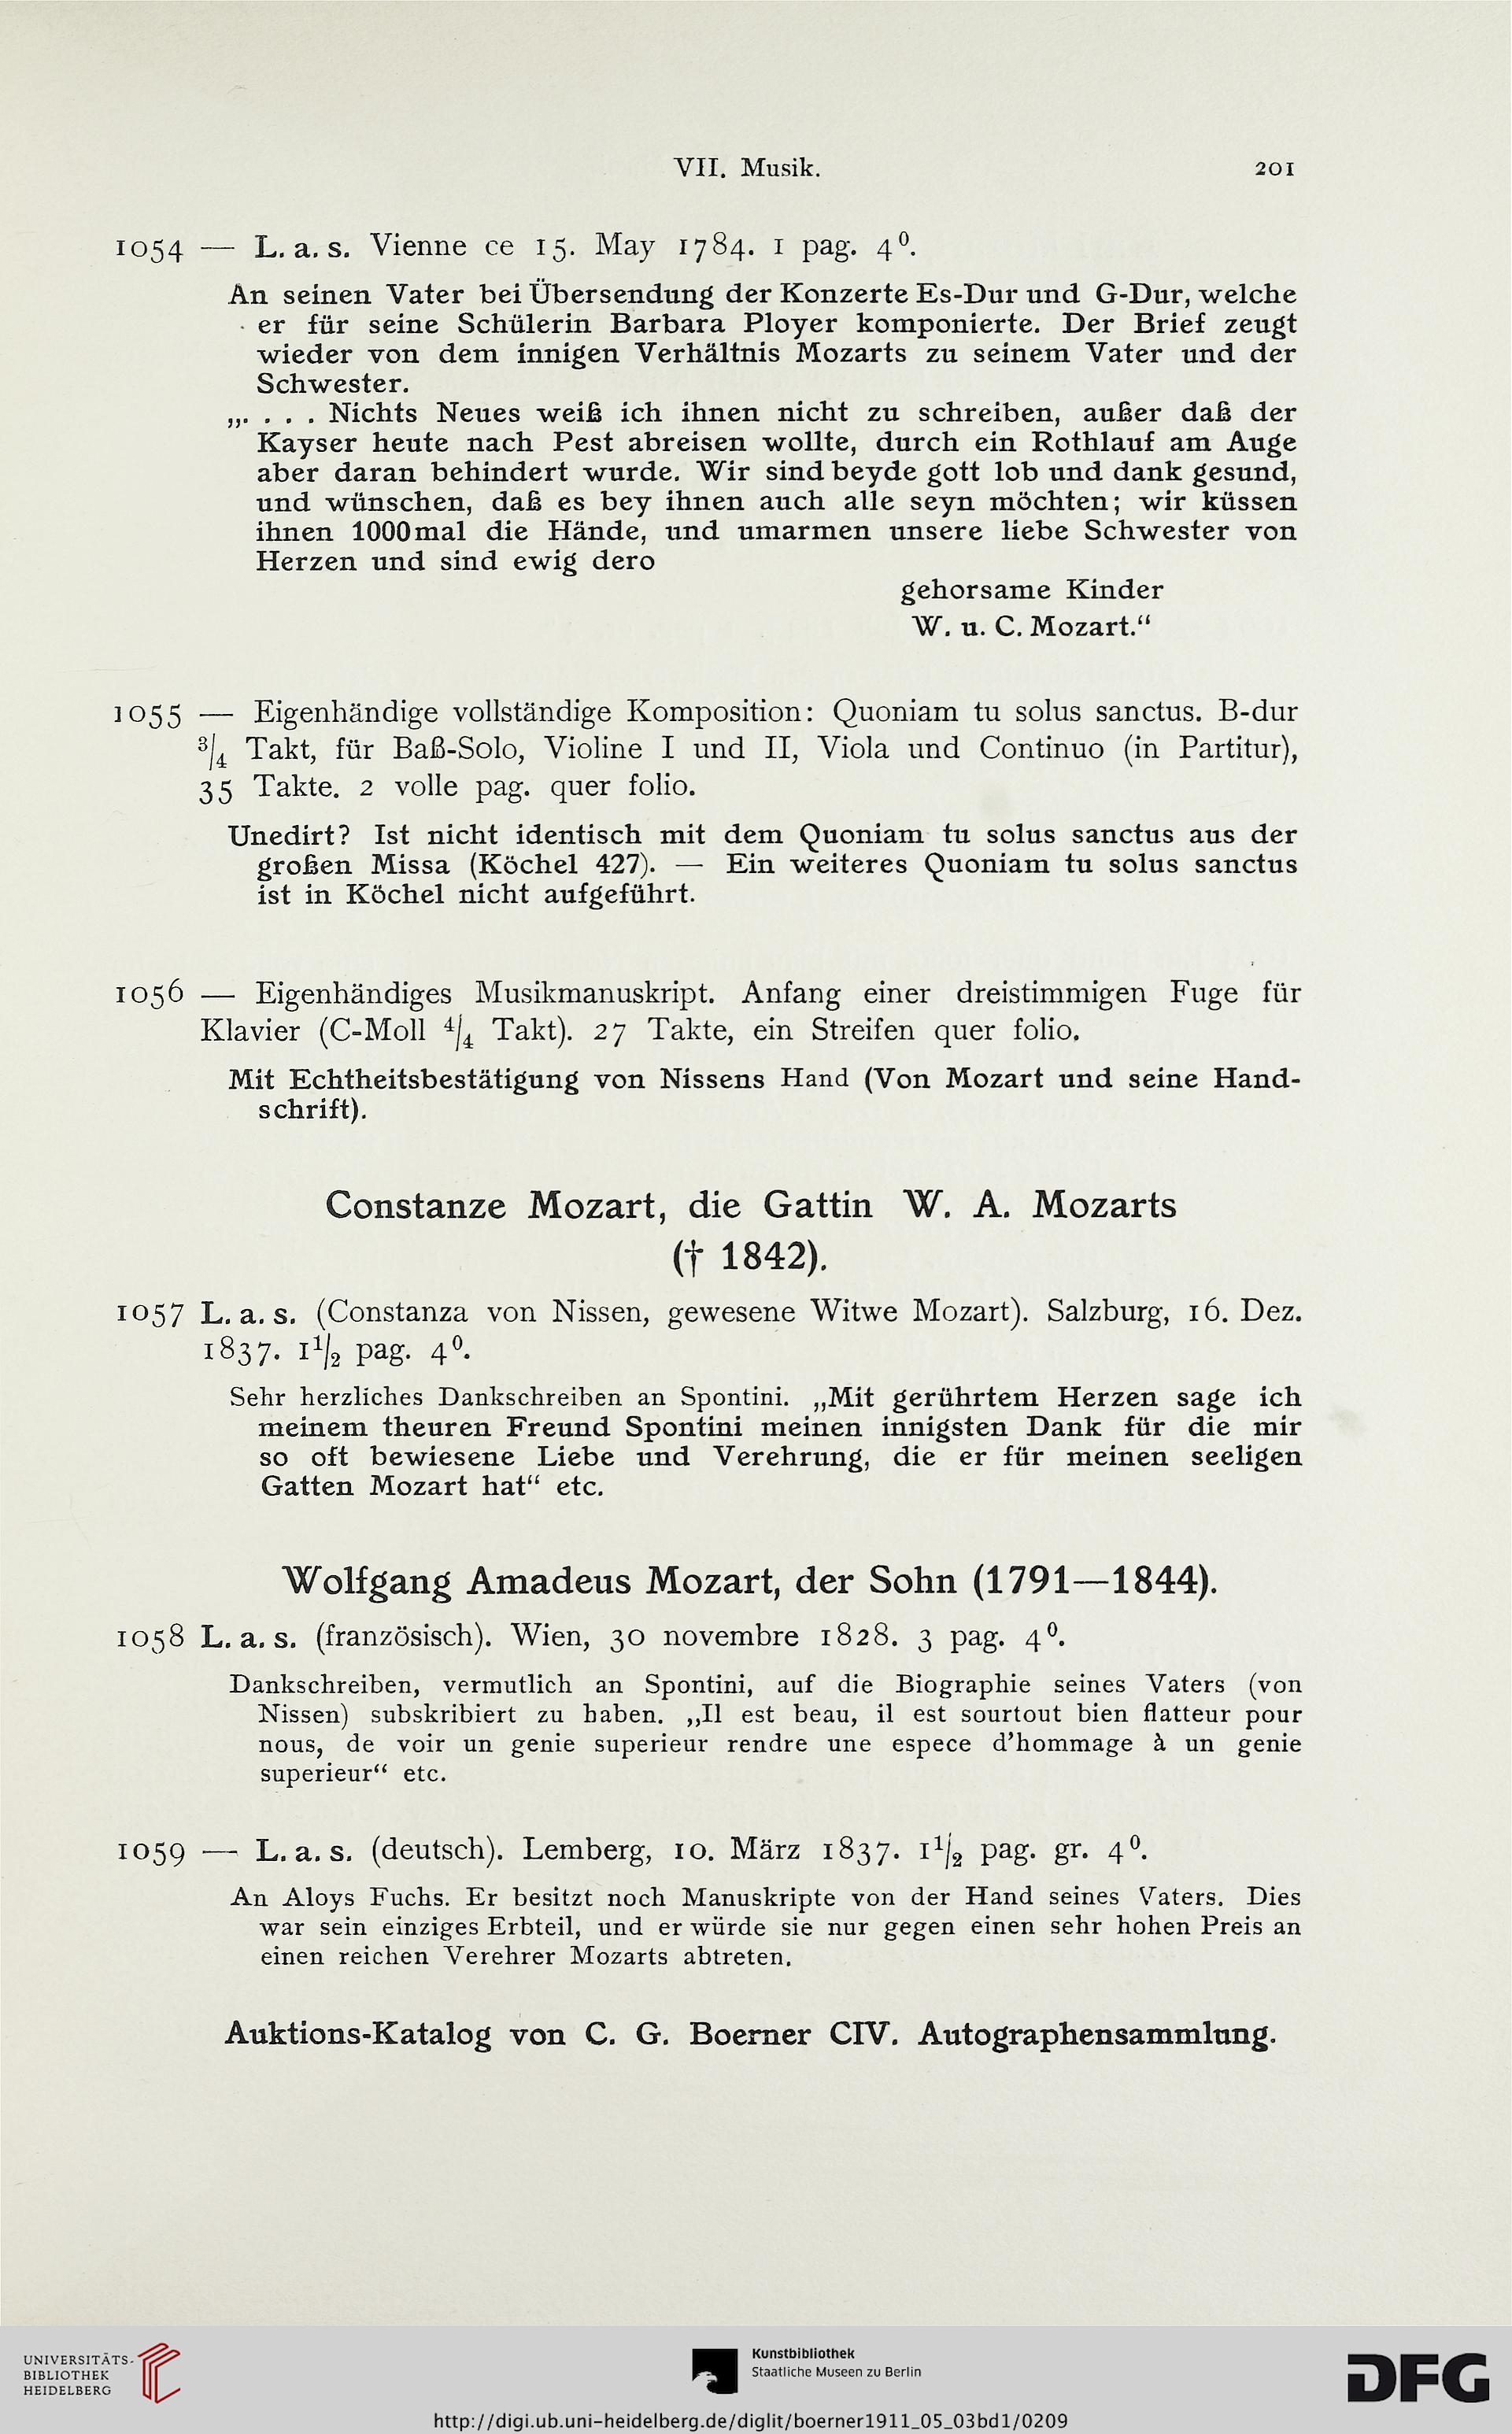 VII. Musik. 201
1054 — L. a. s. Vienne ce 15. May 1784. 1 pag. 4⁰.
An seinen Vater bei Übersendung der Konzerte Es-Dur und G-Dur, welche
er für seine Schülerin Barbara Ployer komponierte. Der Brief zeugt
wieder von dem innigen Verhältnis Mozarts zu seinem Vater und der
Schwester.
„. . . . Nichts Neues weiß ich ihnen nicht zu schreiben, außer daß der
Kayser heute nach Pest abreisen wollte, durch ein Rothlauf am Auge
aber daran behindert wurde. Wir sind beyde gott lob und dank gesund,
und wünschen, daß es bey ihnen auch alle seyn möchten; wir küssen
ihnen 1000mal die Hände, und umarmen unsere liebe Schwester von
Herzen und sind ewig dero
gehorsame Kinder
W. u. C. Mozart.“
1055 — Eigenhändige vollständige Komposition: Quoniam tu solus sanctus. B-dur
³/₄ Takt, für Baß-Solo, Violine I und II, Viola und Continuo (in Partitur),
35 Takte. 2 volle pag. quer folio.
Unedirt? Ist nicht identisch mit dem Quoniam tu solus sanctus aus der
großen Missa (Köchel 427). — Ein weiteres Quoniam tu solus sanctus
ist in Köchel nicht aufgeführt.
1056 — Eigenhändiges Musikmanuskript. Anfang einer dreistimmigen Fuge für
Klavier (C-Moll ⁴/₄ Takt). 27 Takte, ein Streifen quer folio.
Mit Echtheitsbestätigung von Nissens Hand (Von Mozart und seine Hand-
schrift).
Constanze Mozart, die Gattin W. A. Mozarts
(† 1842).
1057 L. a. s. (Constanza von Nissen, gewesene Witwe Mozart). Salzburg, 16. Dez.
1837. 1¹/₂ pag. 4⁰.
Sehr herzliches Dankschreiben an Spontini. „Mit gerührtem Herzen sage ich
meinem theuren Freund Spontini meinen innigsten Dank für die mir
so oft bewiesene Liebe und Verehrung, die er für meinen seeligen
Gatten Mozart hat“ etc.
Wolfgang Amadeus Mozart, der Sohn (1791—1844).
1058 L. a. s. (französisch). Wien, 30 novembre 1828. 3 pag. 4⁰.
Dankschreiben, vermutlich an Spontini, auf die Biographie seines Vaters (von
Nissen) subskribiert zu haben. „Il est beau, il est sourtout bien flatteur pour
nous, de voir un genie superieur rendre une espece d'hommage à un genie
superieur“ etc.
1059 — L. a. s. (deutsch). Lemberg, 10. März 1837. 1¹/₂ pag. gr. 4⁰.
An Aloys Fuchs. Er besitzt noch Manuskripte von der Hand seines Vaters. Dies
war sein einziges Erbteil, und er würde sie nur gegen einen sehr hohen Preis an
einen reichen Verehrer Mozarts abtreten.
Auktions-Katalog von C. G. Boerner CIV. Autographensammlung.
UNIVERSITÄTS-
BIBLIOTHEK
HEIDELBERG
Kunstbibliothek
Staatliche Museen zu Berlin
DFG
http://digi.ub.uni-heidelberg.de/diglit/boerner1911_05_03bd1/0209